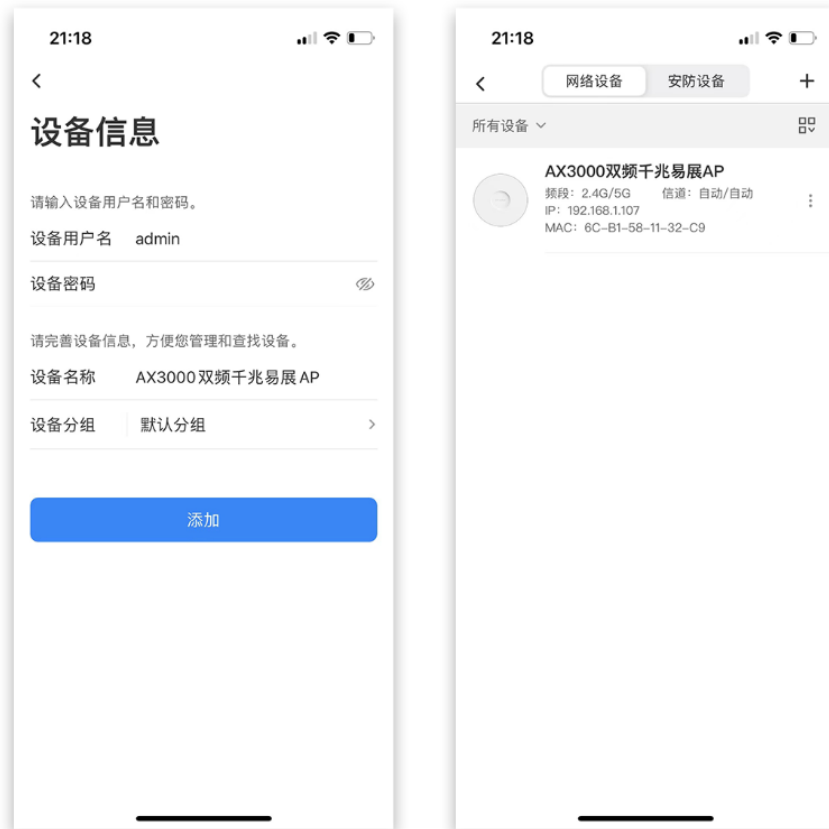 21:18
设备信息
请输入设备用户名和密码。
设备用户名 admin
设备密码
请完善设备信息，方便您管理和查找设备。
设备名称 AX3000双频千兆易展AP
设备分组 默认分组
添加
21:18
网络设备 安防设备
所有设备
AX3000双频千兆易展AP
频段：2.4G/5G 信道：自动/自动
IP：192.168.1.107
MAC：6C-B1-58-11-32-C9